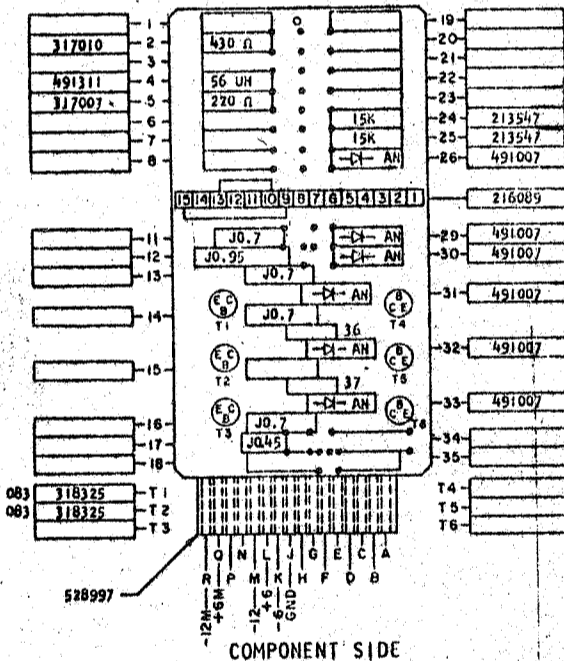 1 19
317010 2 430 Ω 20
3 21
491311 4 56 UH 22
317007 5 220 Ω 23
6 15K 24 213547
7 15K 25 213547
8 AN 26 491007
15 14 13 12 11 10 9 8 7 6 5 4 3 2 1 216089
11 J0.7 AN 29 491007
12 J0.95 AN 30 491007
13 J0.7
AN 31 491007
E C B T1 B C E T4
14 J0.7
36
E C B T2 AN B C E T5 32 491007
15
37
E C B T3 AN B C E T6 33 491007
16 J0.7 34
17 J0.45 35
18
083 318325 T1 T4
083 318325 T2 T5
T3 T6
Q N L J G E C A
R P M K H F D B
528997
-12M +6M -12 +6 -6 GND
COMPONENT SIDE